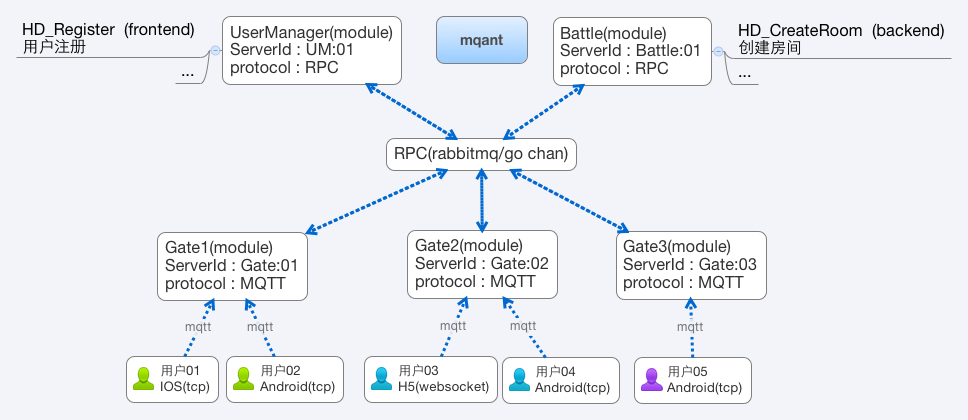 HD_Register (frontend)
用户注册
...
UserManager(module)
ServerId : UM:01
protocol : RPC
mqant
Battle(module)
ServerId : Battle:01
protocol : RPC
HD_CreateRoom (backend)
创建房间
...
RPC(rabbitmq/go chan)
Gate1(module)
ServerId : Gate:01
protocol : MQTT
Gate2(module)
ServerId : Gate:02
protocol : MQTT
Gate3(module)
ServerId : Gate:03
protocol : MQTT
mqtt
mqtt
mqtt
mqtt
mqtt
用户01
IOS(tcp)
用户02
Android(tcp)
用户03
H5(websocket)
用户04
Android(tcp)
用户05
Android(tcp)